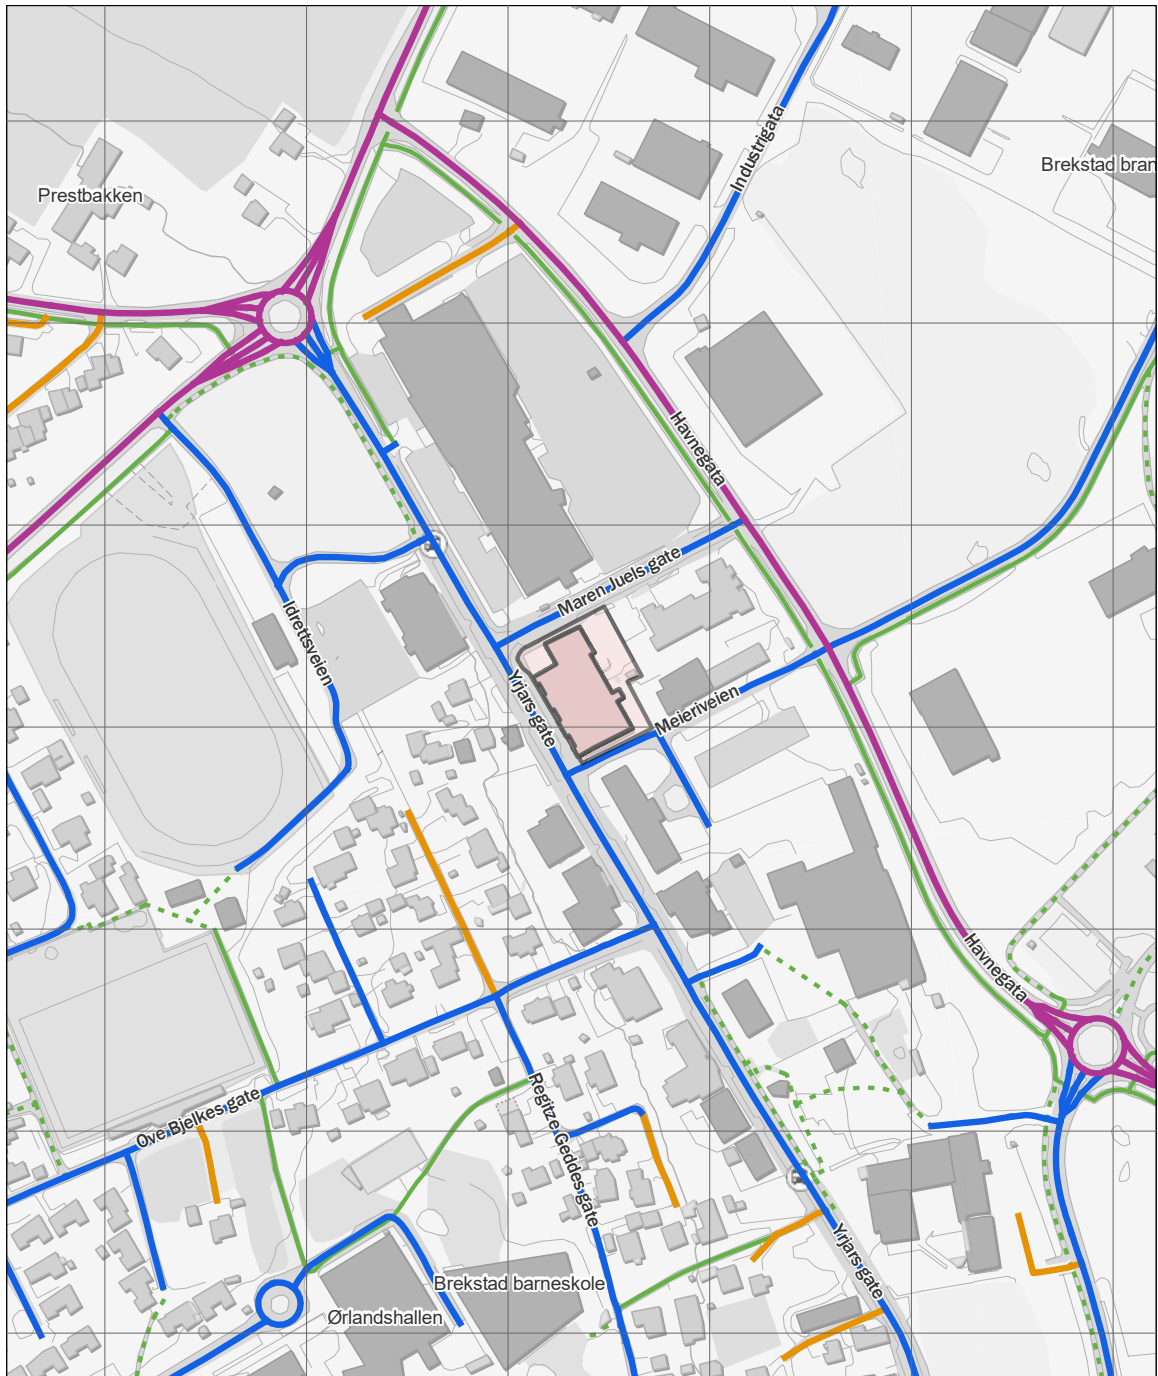 Industrigata
Brekstad bran
Prestbakken
Havnegata
Maren Juels gate
Idrettsveien
Yrjars gate
Meieriveien
Havnegata
Ove Bjelkes gate
Regitze Geddes gate
Yrjars gate
Brekstad barneskole
Ørlandshallen